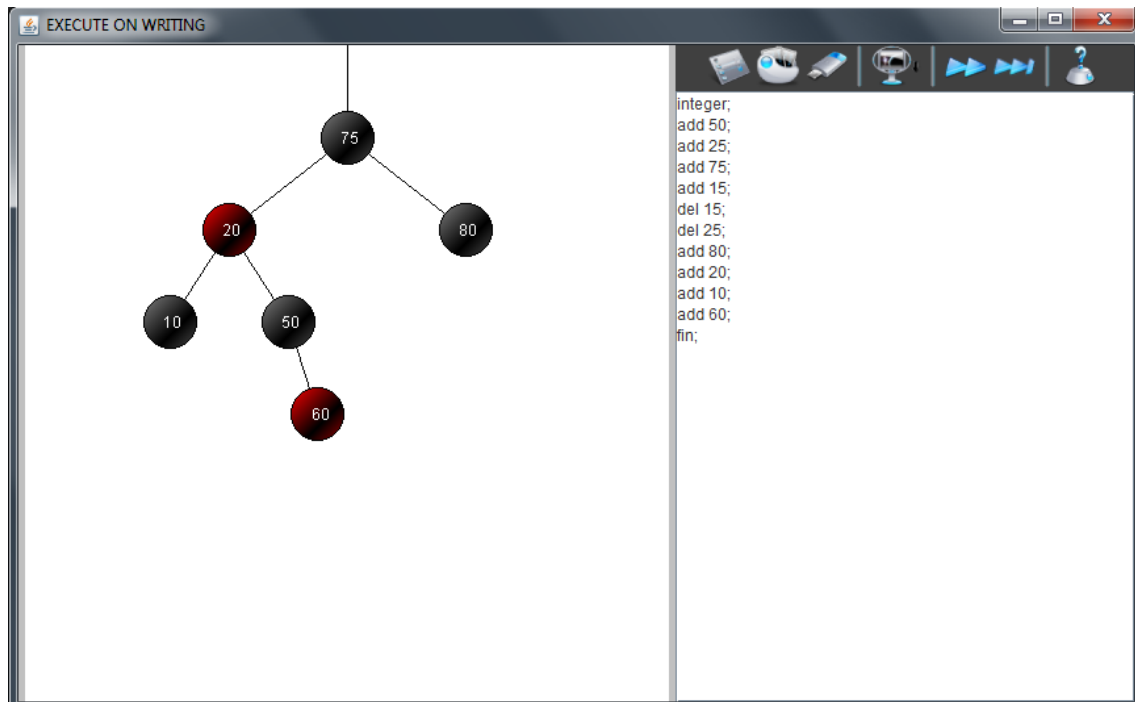 EXECUTE ON WRITING
75
20
80
10
50
60
integer;
add 50;
add 25;
add 75;
add 15;
del 15;
del 25;
add 80;
add 20;
add 10;
add 60;
fin;